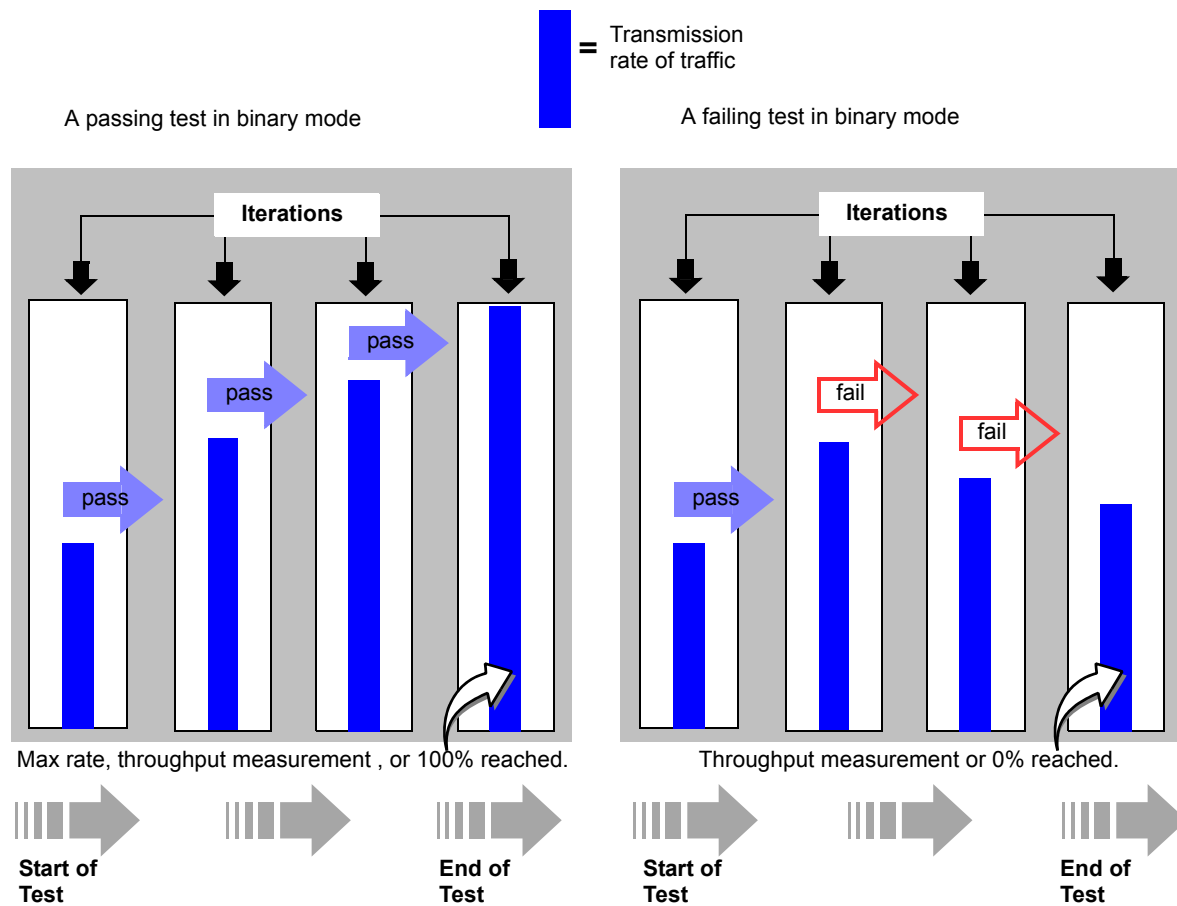 = Transmission
rate of traffic
A passing test in binary mode
A failing test in binary mode
Iterations
pass
pass
pass
pass
Max rate, throughput measurement , or 100% reached.
Start of
Test
End of
Test
Iterations
fail
fail
pass
Throughput measurement or 0% reached.
Start of
Test
End of
Test